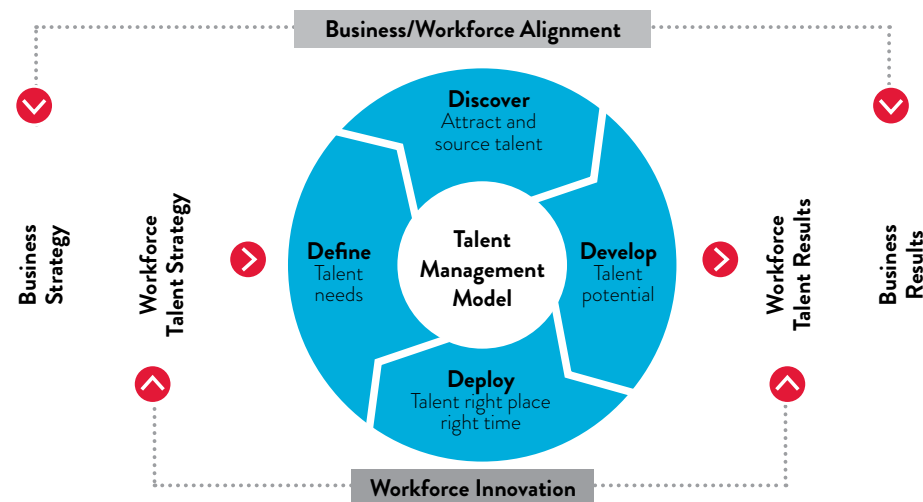 Business/Workforce Alignment
Business
Strategy
Workforce
Talent Strategy
Discover
Attract and
source talent
Define
Talent
needs
Talent
Management
Model
Develop
Talent
potential
Deploy
Talent right place
right time
Workforce
Talent Results
Business
Results
Workforce Innovation